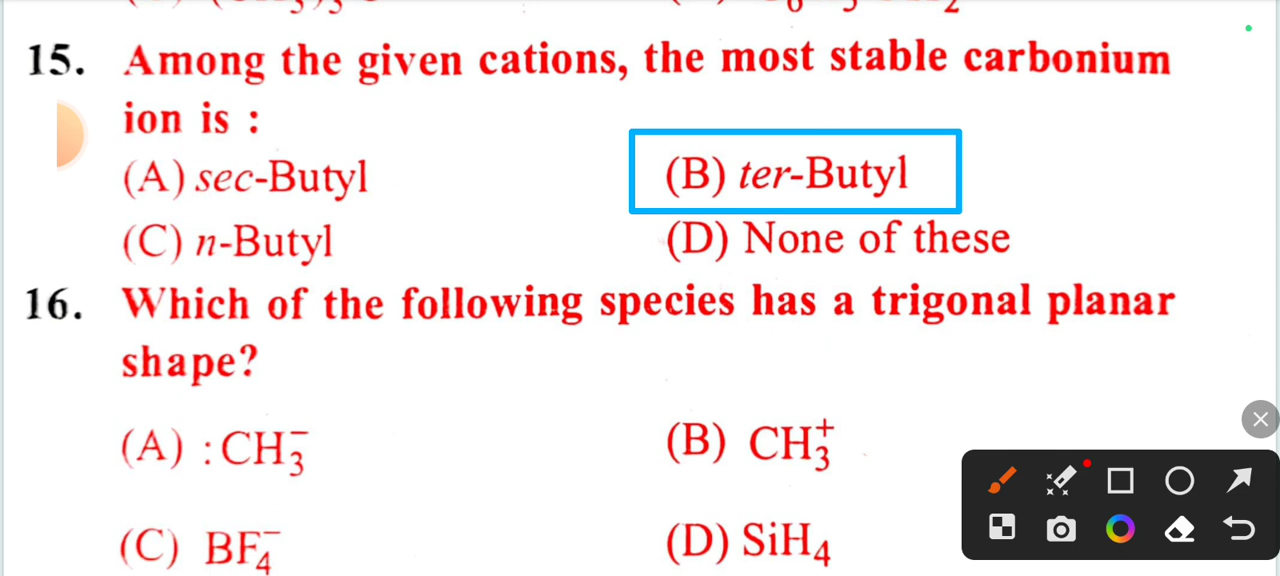 15. Among the given cations, the most stable carbonium
ion is :
(A) sec-Butyl (B) ter-Butyl
(C) n-Butyl (D) None of these
16. Which of the following species has a trigonal planar
shape?
(A) :CH₃⁻ (B) CH₃⁺
(C) BF₄⁻ (D) SiH₄